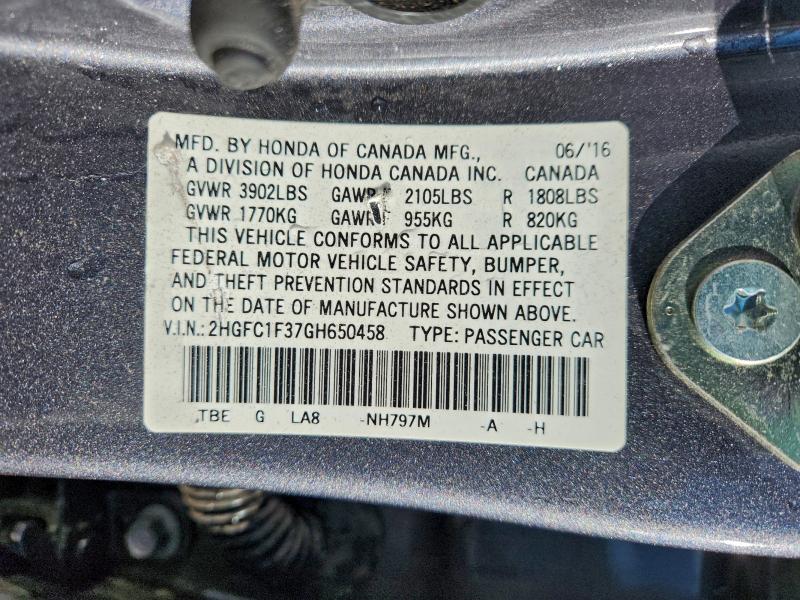 MFD. BY HONDA OF CANADA MFG., 06/'16
A DIVISION OF HONDA CANADA INC. CANADA
GVWR 3902LBS GAWR F 2105LBS R 1808LBS
GVWR 1770KG GAWR F 955KG R 820KG
THIS VEHICLE CONFORMS TO ALL APPLICABLE
FEDERAL MOTOR VEHICLE SAFETY, BUMPER,
AND THEFT PREVENTION STANDARDS IN EFFECT
ON THE DATE OF MANUFACTURE SHOWN ABOVE.
V.I.N.: 2HGFC1F37GH650458 TYPE: PASSENGER CAR
TBE G LA8 -NH797M -A -H